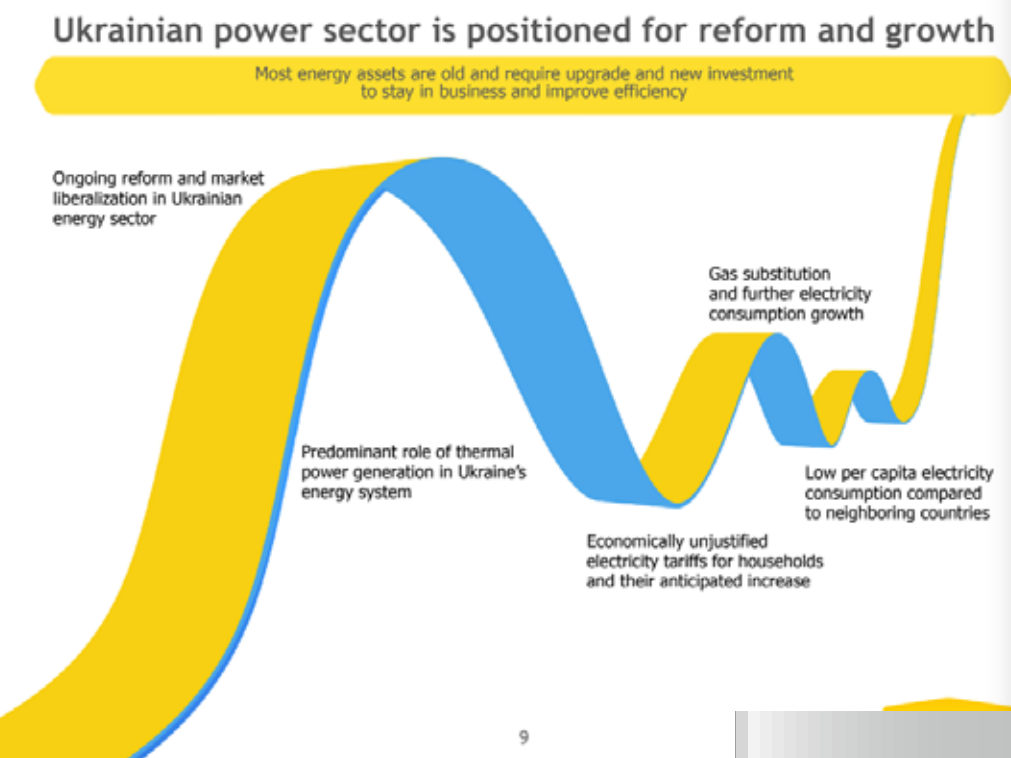 Ukrainian power sector is positioned for reform and growth
Most energy assets are old and require upgrade and new investment
to stay in business and improve efficiency
Ongoing reform and market
liberalization in Ukrainian
energy sector
Gas substitution
and further electricity
consumption growth
Predominant role of thermal
power generation in Ukraine's
energy system
Low per capita electricity
consumption compared
to neighboring countries
Economically unjustified
electricity tariffs for households
and their anticipated increase
9